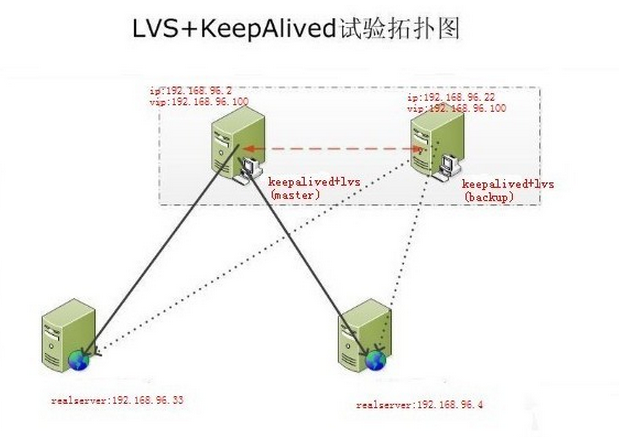 LVS+KeepAlived试验拓扑图
ip:192.168.96.2
vip:192.168.96.100
ip:192.168.96.22
vip:192.168.96.100
keepalived+lvs
(master)
keepalived+lvs
(backup)
realserver:192.168.96.33
realserver:192.168.96.4